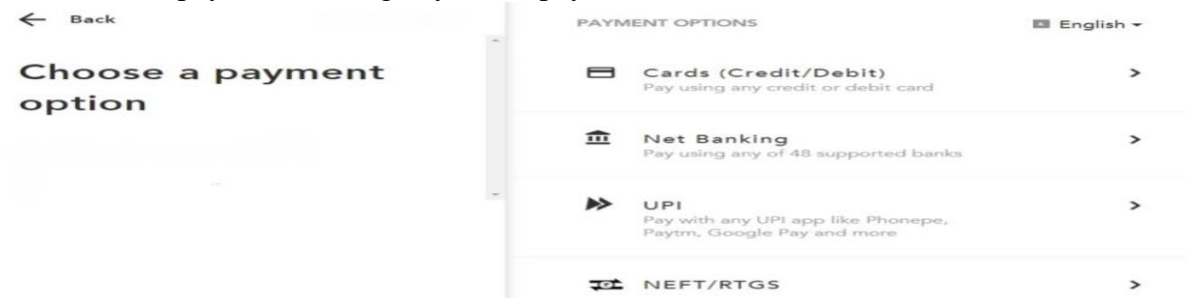 Back
Choose a payment
option
PAYMENT OPTIONS
English
Cards (Credit/Debit)
Pay using any credit or debit card
Net Banking
Pay using any of 48 supported banks
UPI
Pay with any UPI app like Phonepe,
Paytm, Google Pay and more
NEFT/RTGS